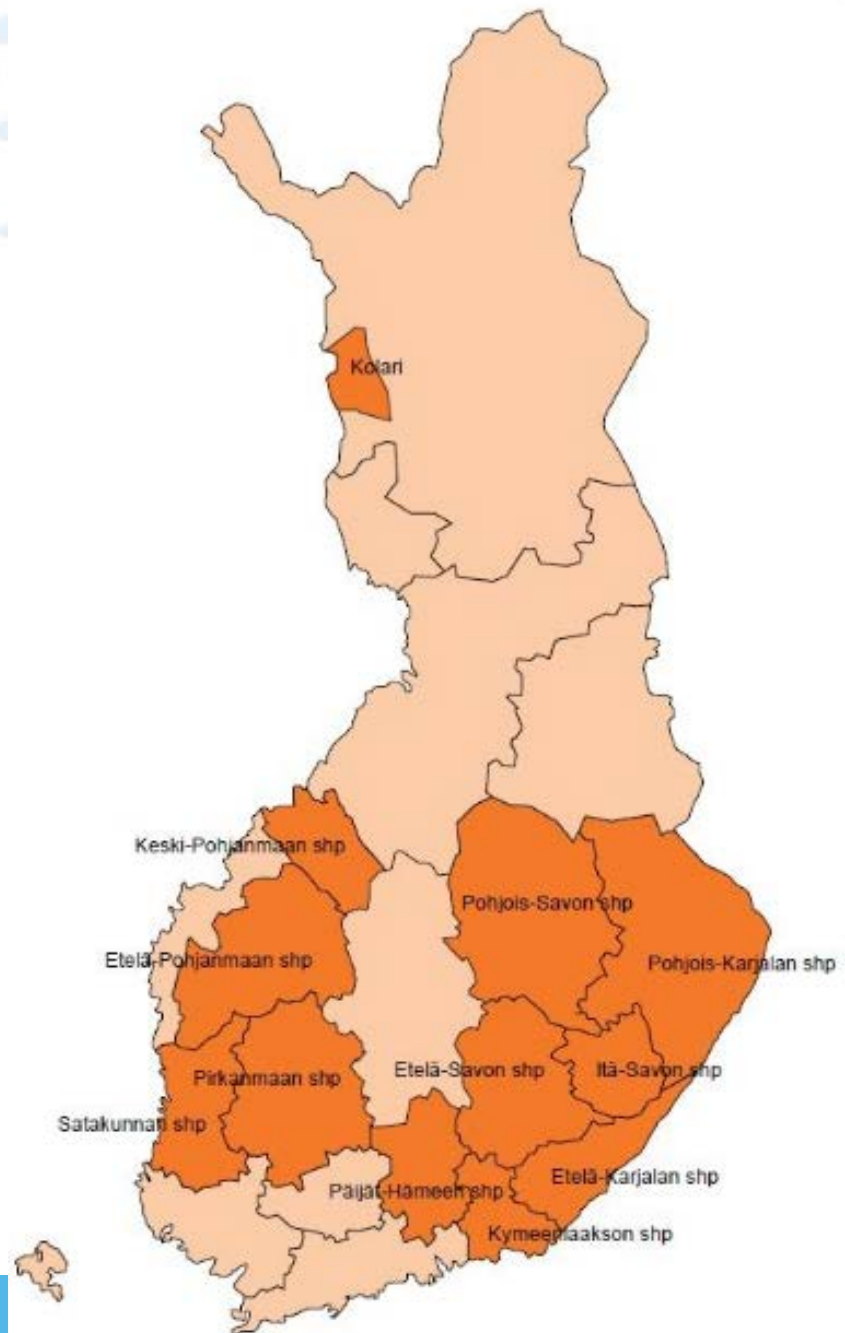 Kolari
Keski-Pohjanmaan shp
Pohjois-Savon shp
Etelä-Pohjanmaan shp
Pohjois-Karjalan shp
Pirkanmaan shp
Etelä-Savon shp
Itä-Savon shp
Satakunnan shp
Etelä-Karjalan shp
Päijät-Hämeen shp
Kymeenlaakson shp